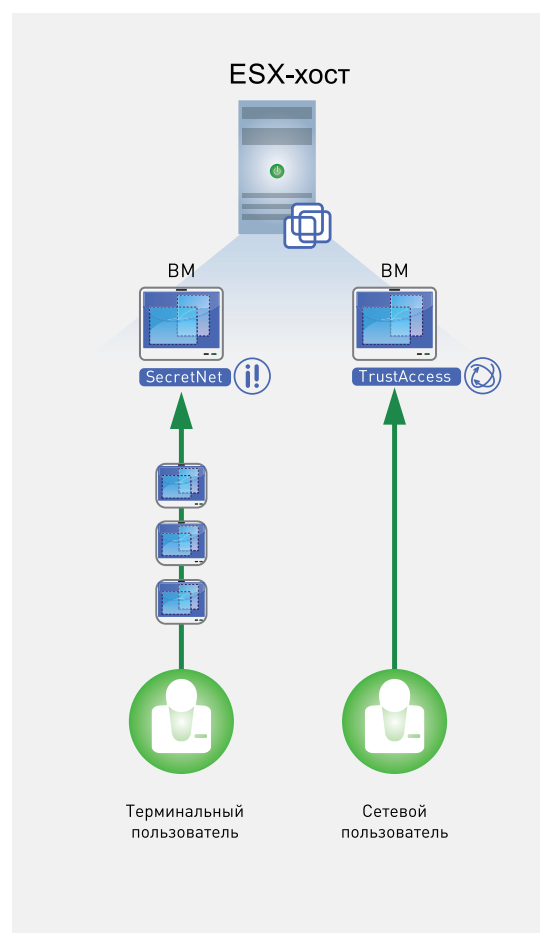 ESX-хост
ВМ
ВМ
SecretNet
TrustAccess
Терминальный
пользователь
Сетевой
пользователь